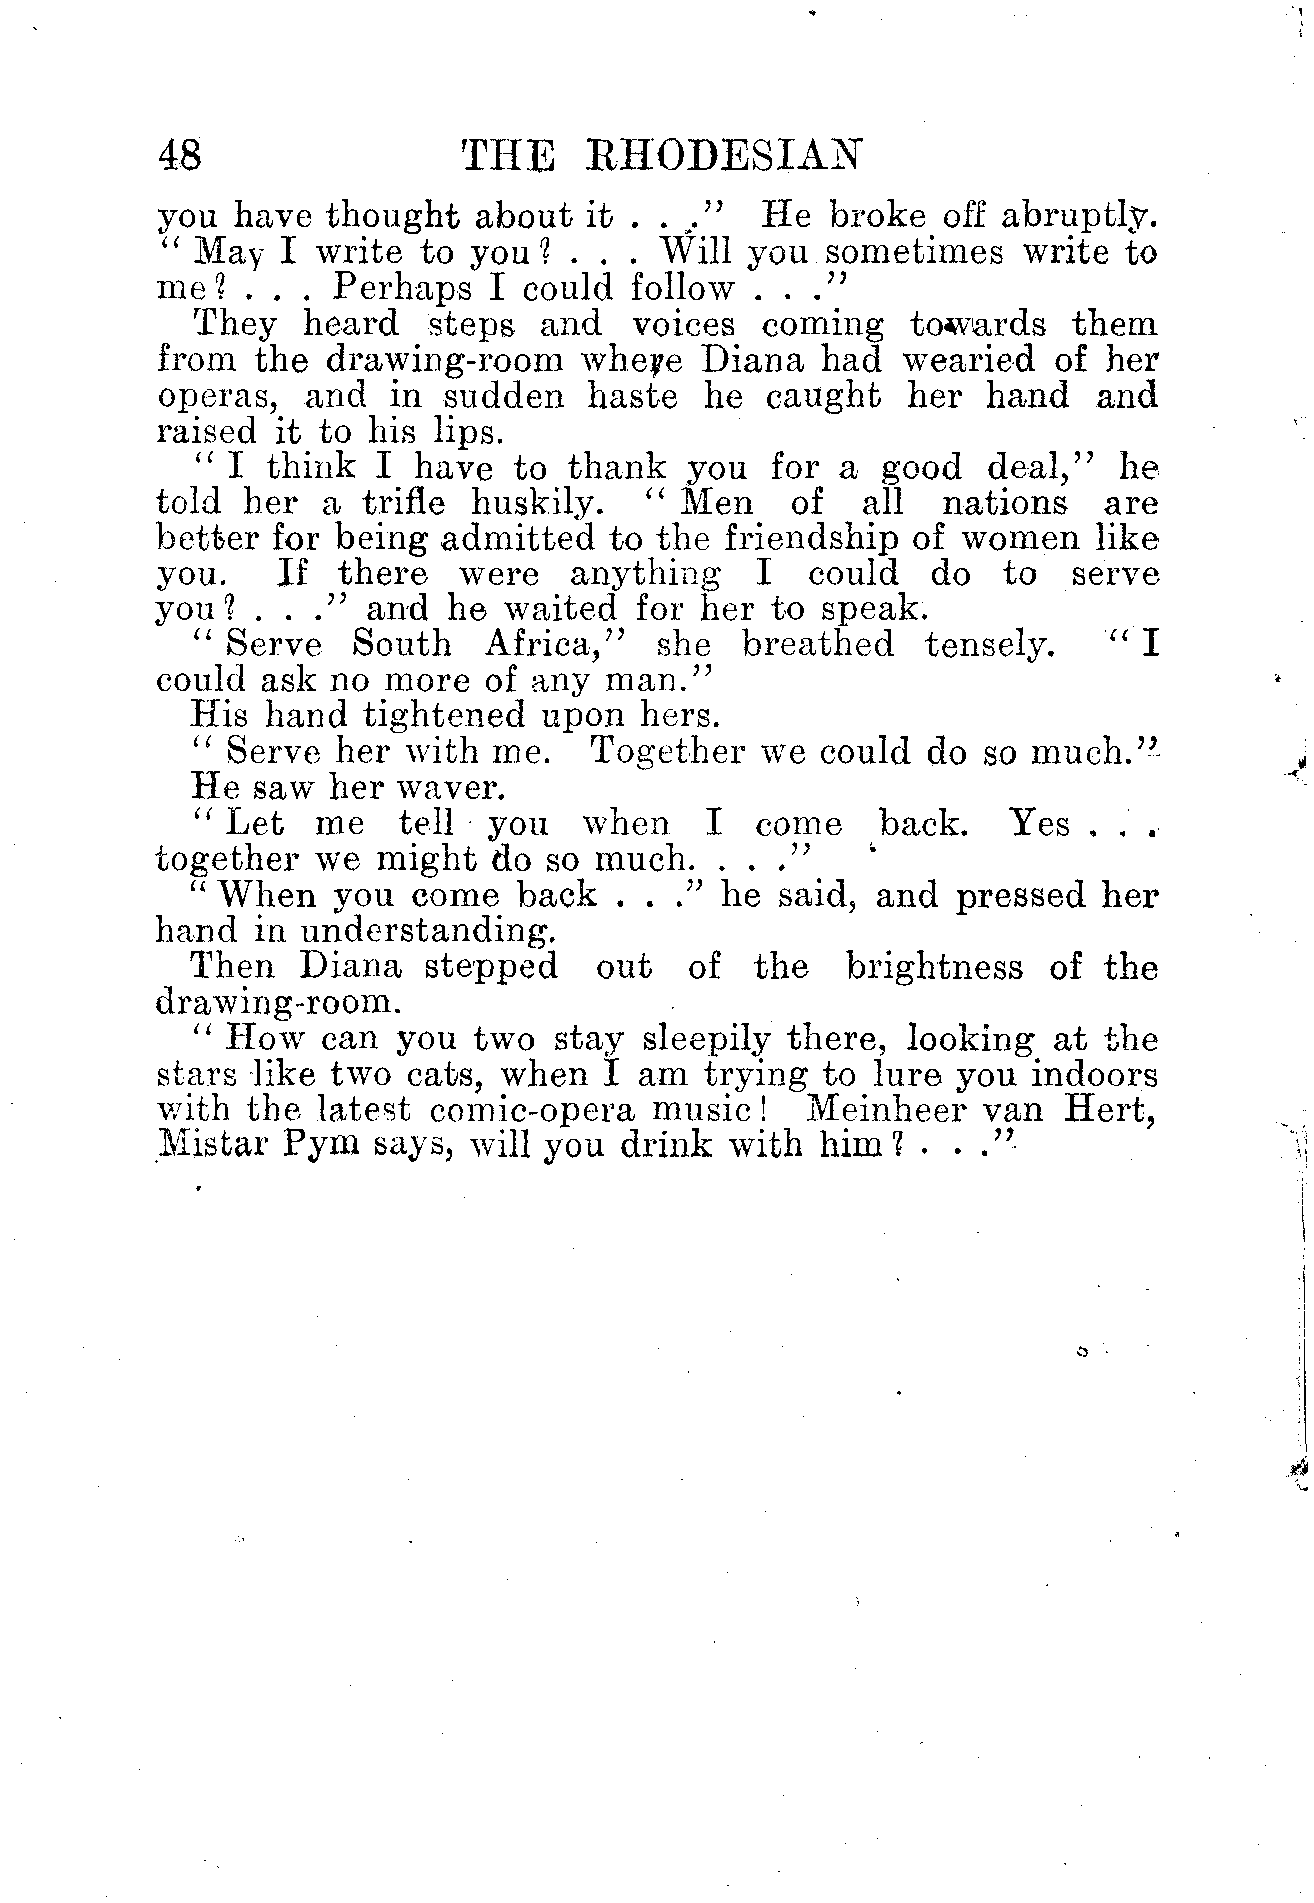 48 THE RHODESIAN
you have thought about it . . ." He broke off abruptly.
" May I write to you? . . . Will you sometimes write to
me? . . . Perhaps I could follow . . ."
They heard steps and voices coming towards them
from the drawing-room where Diana had wearied of her
operas, and in sudden haste he caught her hand and
raised it to his lips.
" I think I have to thank you for a good deal," he
told her a trifle huskily. " Men of all nations are
better for being admitted to the friendship of women like
you. If there were anything I could do to serve
you? . . ." and he waited for her to speak.
" Serve South Africa," she breathed tensely. " I
could ask no more of any man."
His hand tightened upon hers.
" Serve her with me. Together we could do so much."
He saw her waver.
" Let me tell you when I come back. Yes . . .
together we might do so much. . . ."
" When you come back . . ." he said, and pressed her
hand in understanding.
Then Diana stepped out of the brightness of the
drawing-room.
" How can you two stay sleepily there, looking at the
stars like two cats, when I am trying to lure you indoors
with the latest comic-opera music! Meinheer van Hert,
Mistar Pym says, will you drink with him? . . ."